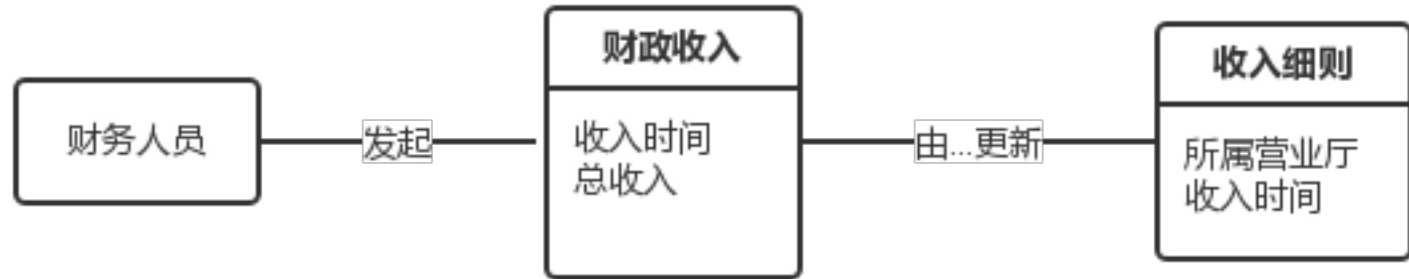 财务人员
发起
财政收入
收入时间
总收入
由...更新
收入细则
所属营业厅
收入时间